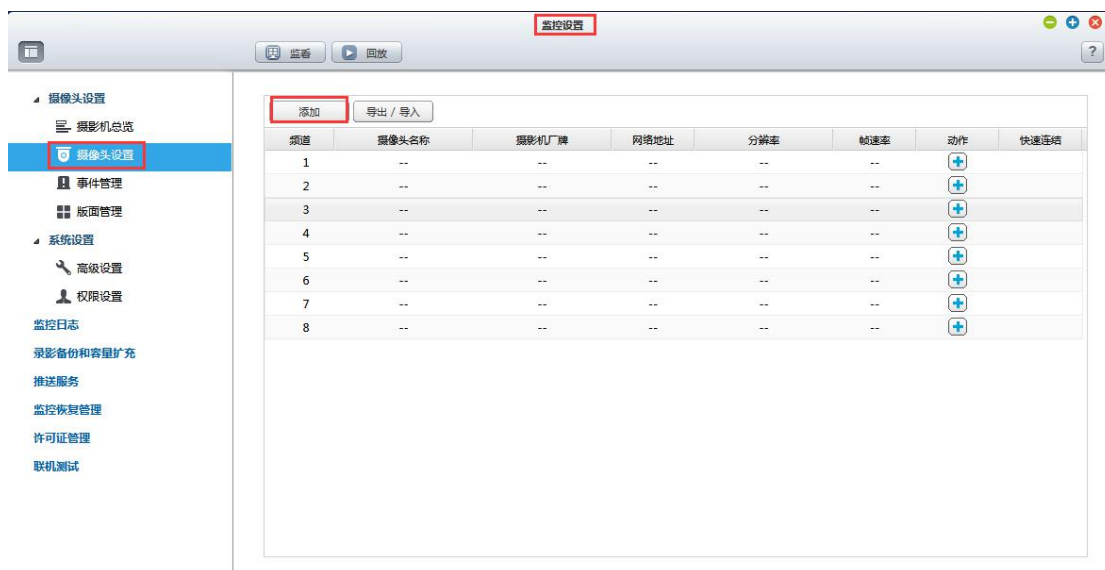 监控设置
监看 回放 ?
摄像头设置
摄影机总览
摄像头设置
事件管理
版面管理
系统设置
高级设置
权限设置
监控日志
录影备份和容量扩充
推送服务
监控恢复管理
许可证管理
联机测试
添加 导出 / 导入
频道 摄像头名称 摄影机厂牌 网络地址 分辨率 帧速率 动作 快速连结
1 -- -- -- -- --
2 -- -- -- -- --
3 -- -- -- -- --
4 -- -- -- -- --
5 -- -- -- -- --
6 -- -- -- -- --
7 -- -- -- -- --
8 -- -- -- -- --